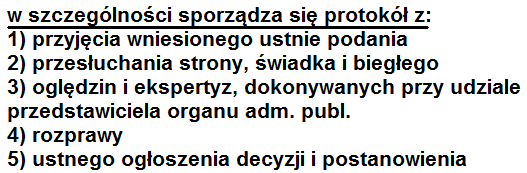 w szczególności sporządza się protokół z:
1) przyjęcia wniesionego ustnie podania
2) przesłuchania strony, świadka i biegłego
3) oględzin i ekspertyz, dokonywanych przy udziale
przedstawiciela organu adm. publ.
4) rozprawy
5) ustnego ogłoszenia decyzji i postanowienia